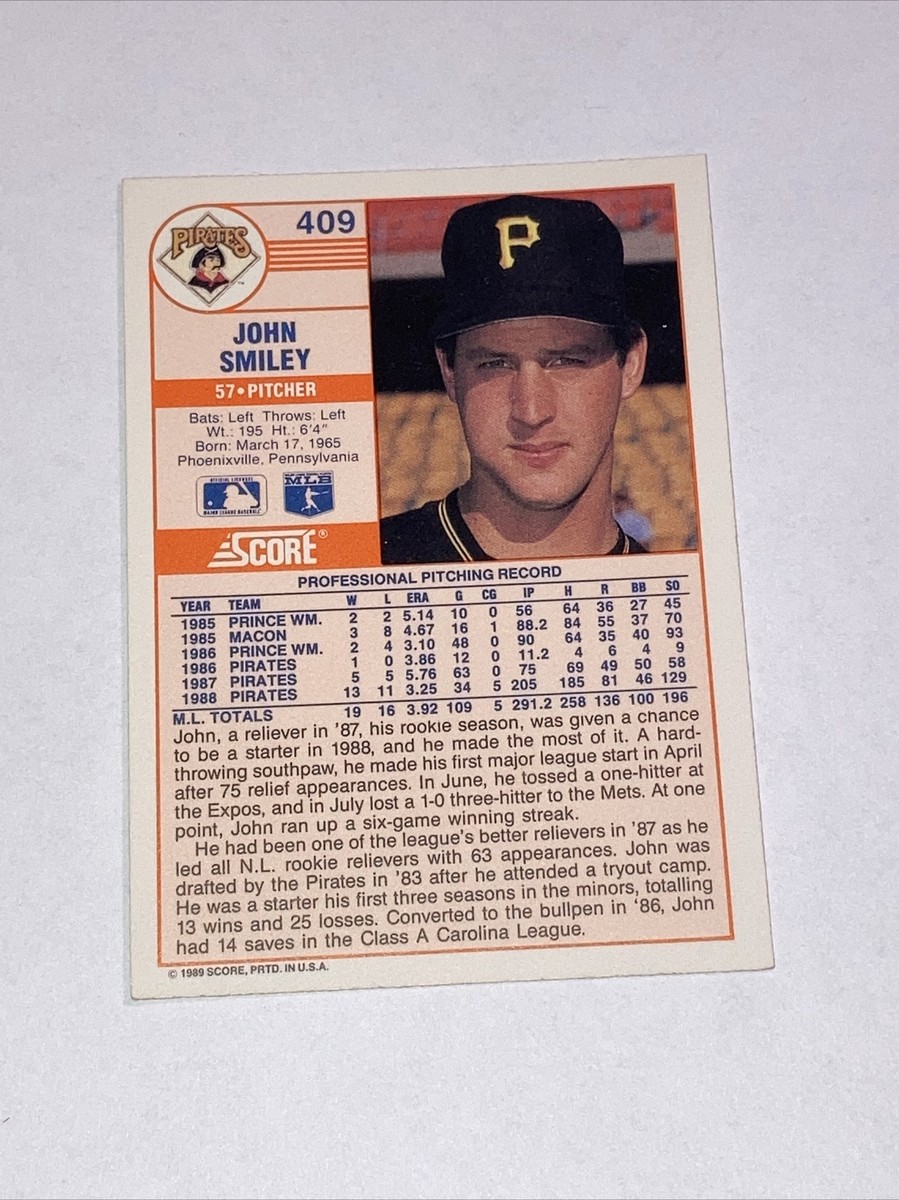 PIRATES
409
JOHN
SMILEY
57•PITCHER
Bats: Left Throws: Left
Wt.: 195 Ht.: 6'4"
Born: March 17, 1965
Phoenixville, Pennsylvania
OFFICIAL LICENSEE
MAJOR LEAGUE BASEBALL
MLB
SCORE®
P
PROFESSIONAL PITCHING RECORD
YEAR TEAM W L ERA G CG IP H R BB SO
1985 PRINCE WM. 2 2 5.14 10 0 56 64 36 27 45
1985 MACON 3 8 4.67 16 1 88.2 84 55 37 70
1986 PRINCE WM. 2 4 3.10 48 0 90 64 35 40 93
1986 PIRATES 1 0 3.86 12 0 11.2 4 6 4 9
1987 PIRATES 5 5 5.76 63 0 75 69 49 50 58
1988 PIRATES 13 11 3.25 34 5 205 185 81 46 129
M.L. TOTALS 19 16 3.92 109 5 291.2 258 136 100 196
John, a reliever in '87, his rookie season, was given a chance
to be a starter in 1988, and he made the most of it. A hard-
throwing southpaw, he made his first major league start in April
after 75 relief appearances. In June, he tossed a one-hitter at
the Expos, and in July lost a 1-0 three-hitter to the Mets. At one
point, John ran up a six-game winning streak.
He had been one of the league's better relievers in '87 as he
led all N.L. rookie relievers with 63 appearances. John was
drafted by the Pirates in '83 after he attended a tryout camp.
He was a starter his first three seasons in the minors, totalling
13 wins and 25 losses. Converted to the bullpen in '86, John
had 14 saves in the Class A Carolina League.
© 1989 SCORE, PRTD. IN U.S.A.